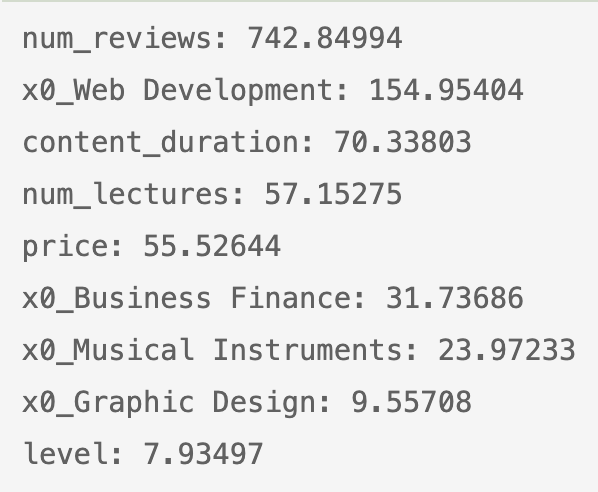 num_reviews: 742.84994
x0_Web Development: 154.95404
content_duration: 70.33803
num_lectures: 57.15275
price: 55.52644
x0_Business Finance: 31.73686
x0_Musical Instruments: 23.97233
x0_Graphic Design: 9.55708
level: 7.93497